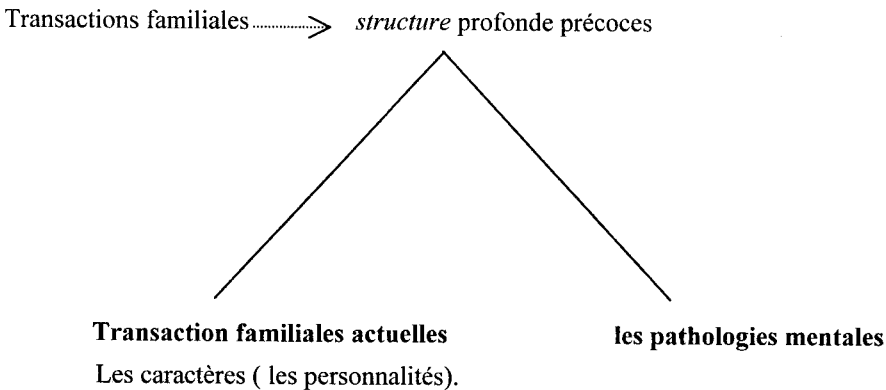 Transactions familiales................> structure profonde précoces
Transaction familiales actuelles
les pathologies mentales
Les caractères ( les personnalités).